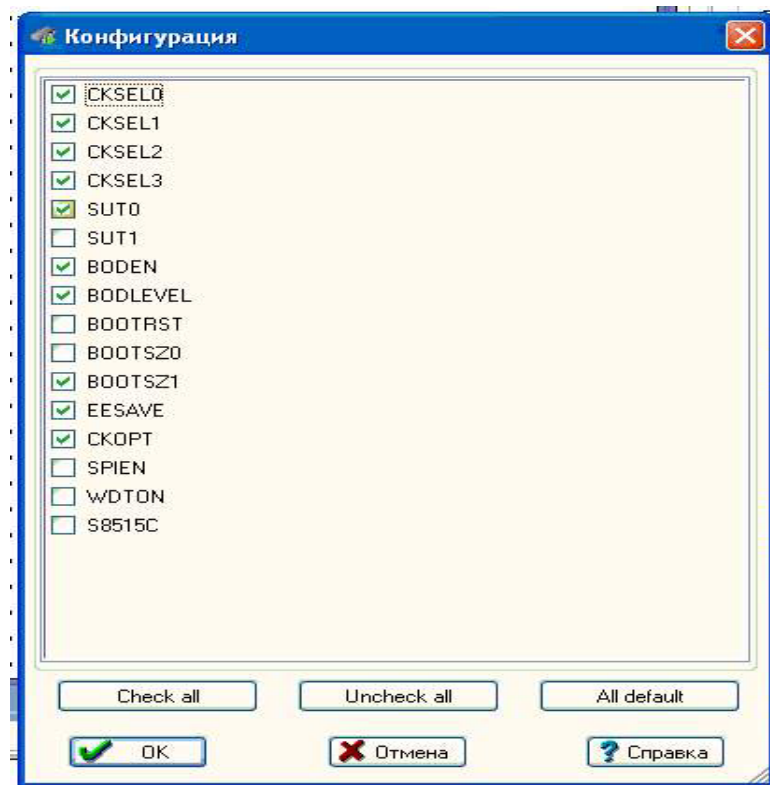 Конфигурация
CKSEL0
CKSEL1
CKSEL2
CKSEL3
SUT0
SUT1
BODEN
BODLEVEL
BOOTRST
BOOTSZ0
BOOTSZ1
EESAVE
CKOPT
SPIEN
WDTON
S8515C
Check all Uncheck all All default
OK Отмена Справка